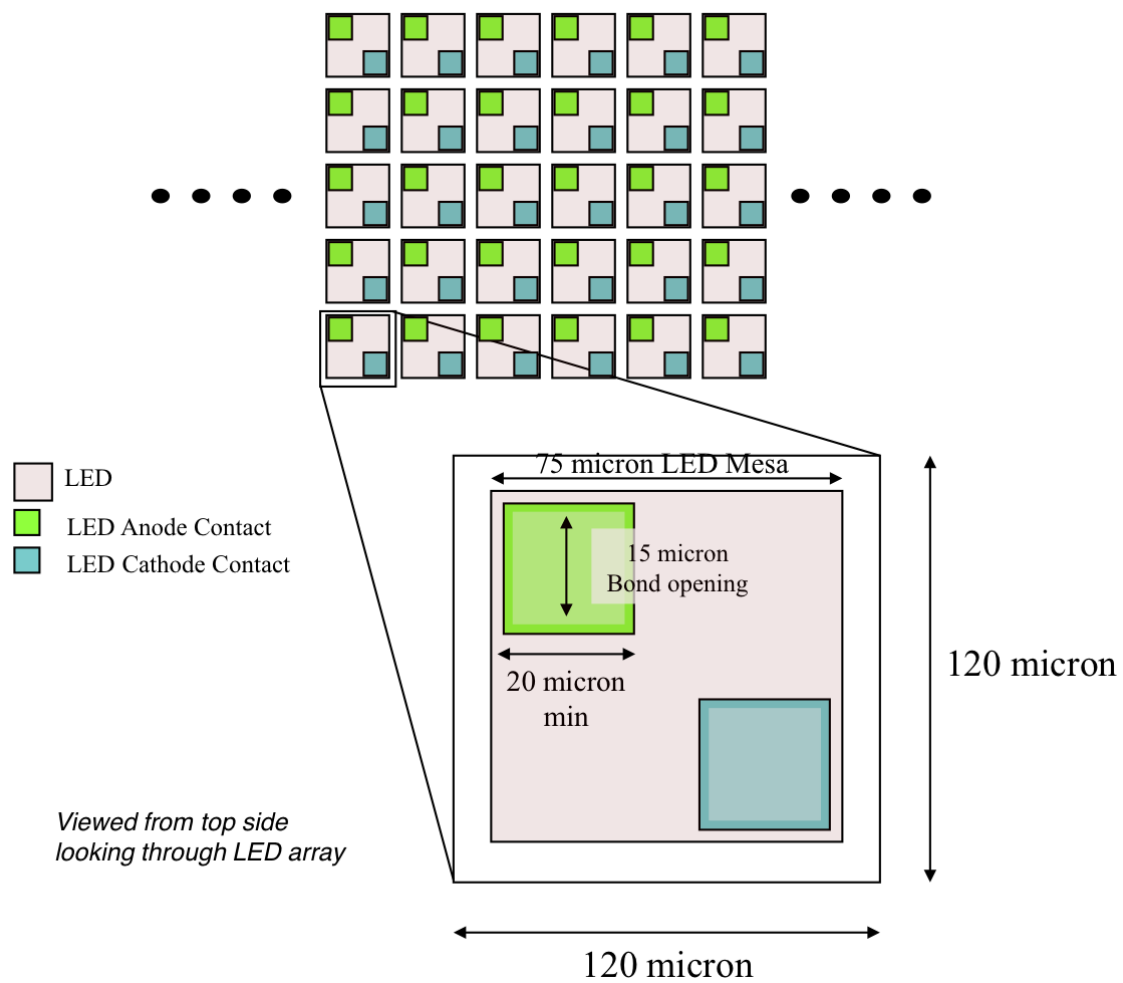 75 micron LED Mesa
LED
LED Anode Contact
LED Cathode Contact
15 micron
Bond opening
20 micron
min
120 micron
Viewed from top side
looking through LED array
120 micron